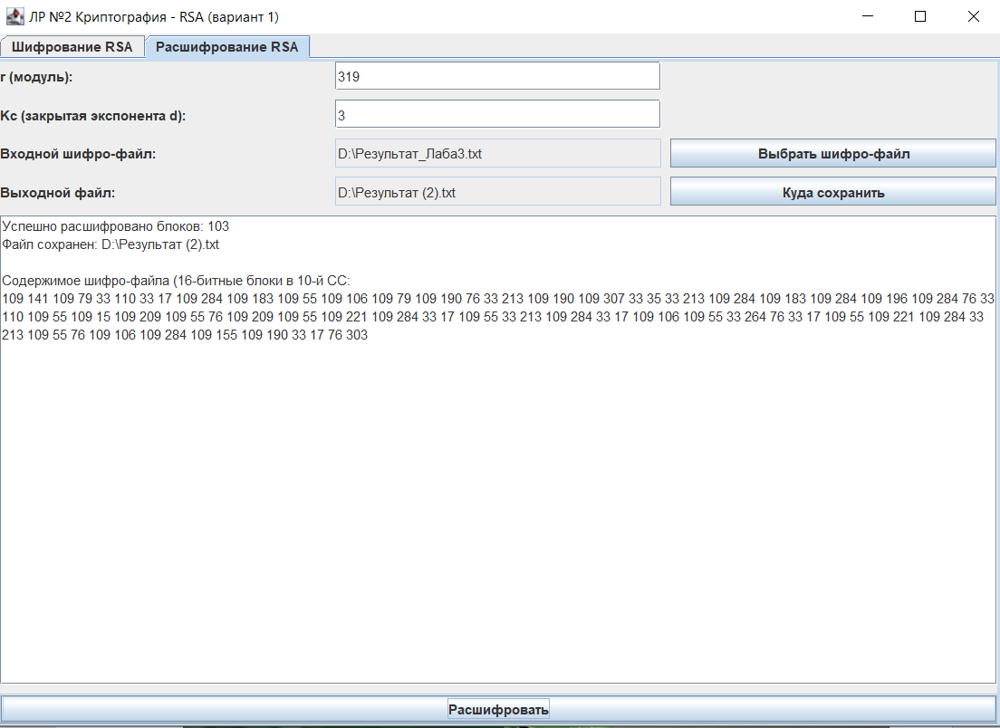 ЛР №2 Криптография - RSA (вариант 1)
Шифрование RSA Расшифрование RSA
r (модуль): 319
Kc (закрытая экспонента d): 3
Входной шифро-файл: D:\Результат_Лаба3.txt Выбрать шифро-файл
Выходной файл: D:\Результат (2).txt Куда сохранить
Успешно расшифровано блоков: 103
Файл сохранен: D:\Результат (2).txt
Содержимое шифро-файла (16-битные блоки в 10-й СС:
109 141 109 79 33 110 33 17 109 284 109 183 109 55 109 106 109 79 109 190 76 33 213 109 190 109 307 33 35 33 213 109 284 109 183 109 284 109 196 109 284 76 33
110 109 55 109 15 109 209 109 55 76 109 209 109 55 109 221 109 284 33 17 109 55 33 213 109 284 33 17 109 106 109 55 33 264 76 33 17 109 55 109 221 109 284 33
213 109 55 76 109 106 109 284 109 155 109 190 33 17 76 303
Расшифровать